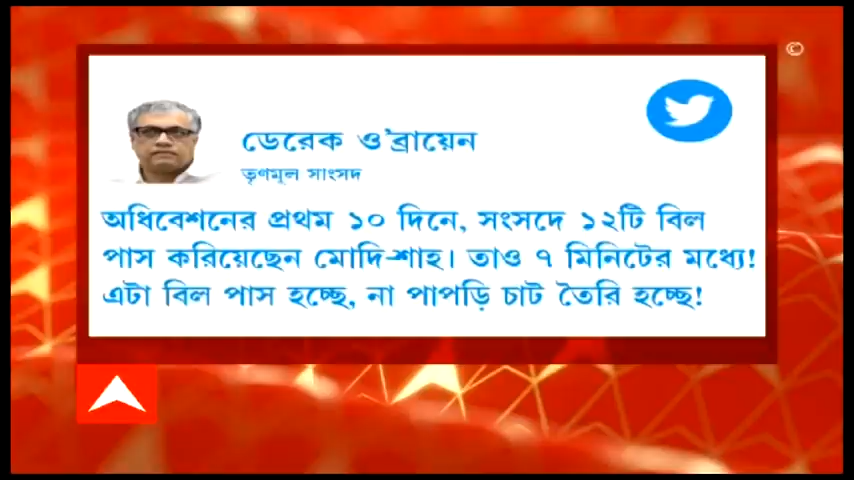 ©
ডেরেক ও'ব্রায়েন
তৃণমূল সাংসদ
অধিবেশনের প্রথম ১০ দিনে, সংসদে ১২টি বিল
পাস করিয়েছেন মোদি-শাহ। তাও ৭ মিনিটের মধ্যে!
এটা বিল পাস হচ্ছে, না পাপড়ি চাট তৈরি হচ্ছে!